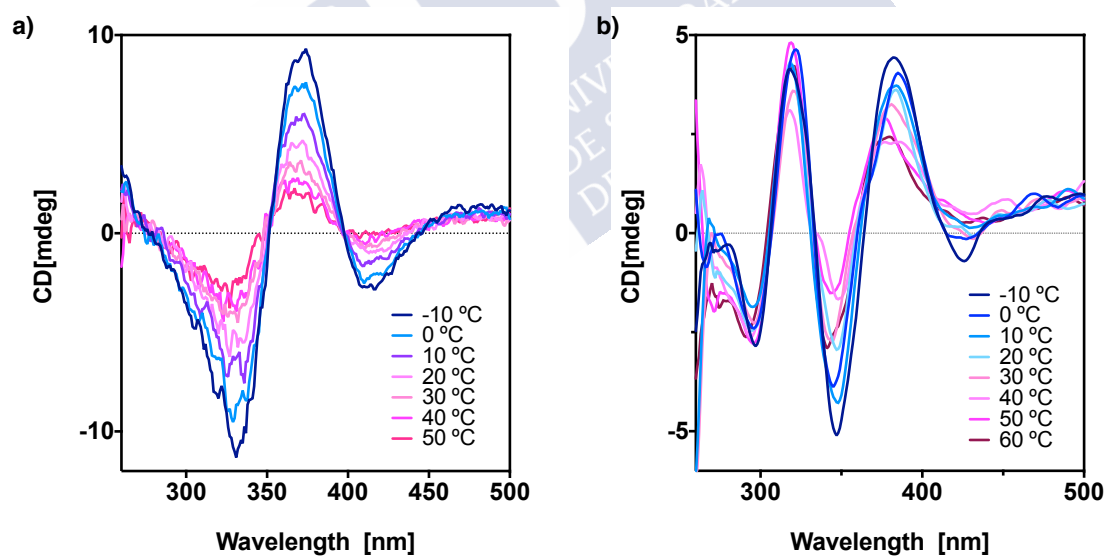 a)
10
0
-10
CD[mdeg]
300
350
400
450
500
Wavelength [nm]
-10 ºC
0 ºC
10 ºC
20 ºC
30 ºC
40 ºC
50 ºC
b)
5
0
-5
CD[mdeg]
300
400
500
Wavelength [nm]
-10 ºC
0 ºC
10 ºC
20 ºC
30 ºC
40 ºC
50 ºC
60 ºC